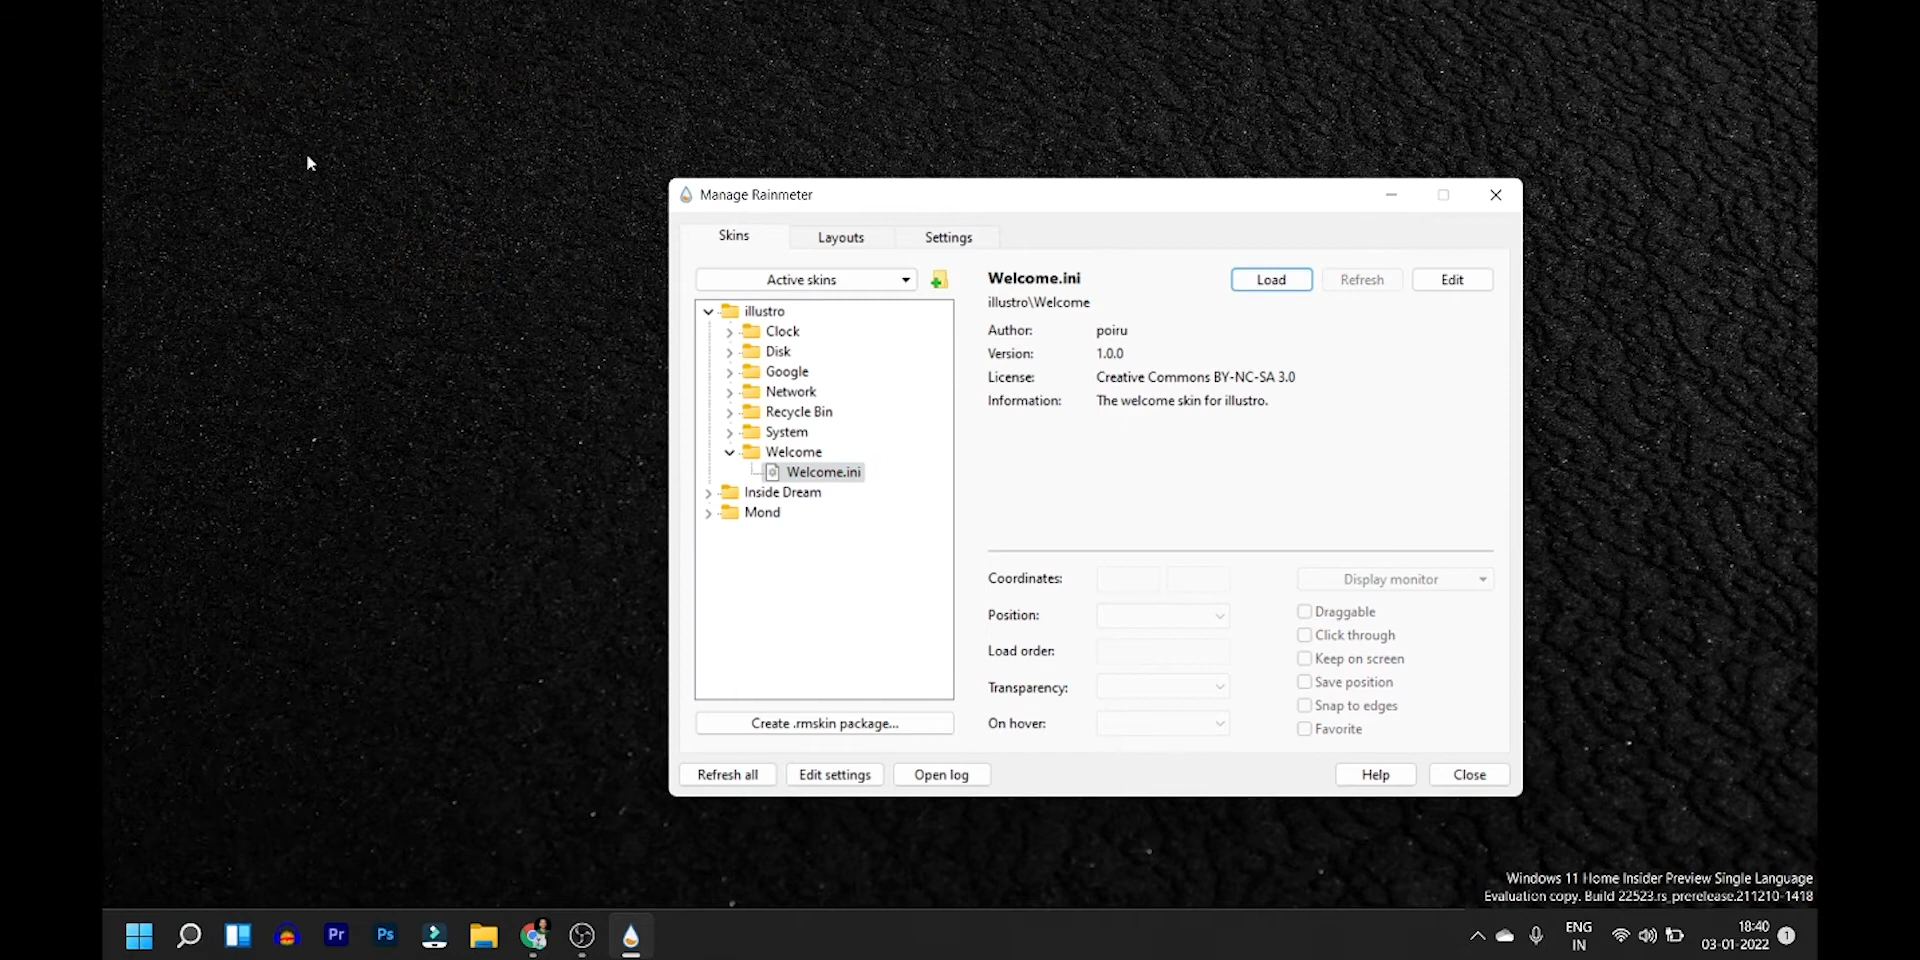 Manage Rainmeter
Skins
Layouts
Settings
Active skins
illustro
Clock
Disk
Google
Network
Recycle Bin
System
Welcome
Welcome.ini
Inside Dream
Mond
Create .rmskin package...
Welcome.ini
Load
Refresh
Edit
illustro\Welcome
Author: poiru
Version: 1.0.0
License: Creative Commons BY-NC-SA 3.0
Information: The welcome skin for illustro.
Coordinates:
Display monitor
Position:
Draggable
Click through
Load order:
Keep on screen
Transparency:
Save position
Snap to edges
On hover:
Favorite
Refresh all
Edit settings
Open log
Help
Close
Windows 11 Home Insider Preview Single Language
Evaluation copy. Build 22523.rs_prerelease.211210-1418
Pr
Ps
ENG
IN
18:40
03-01-2022
1